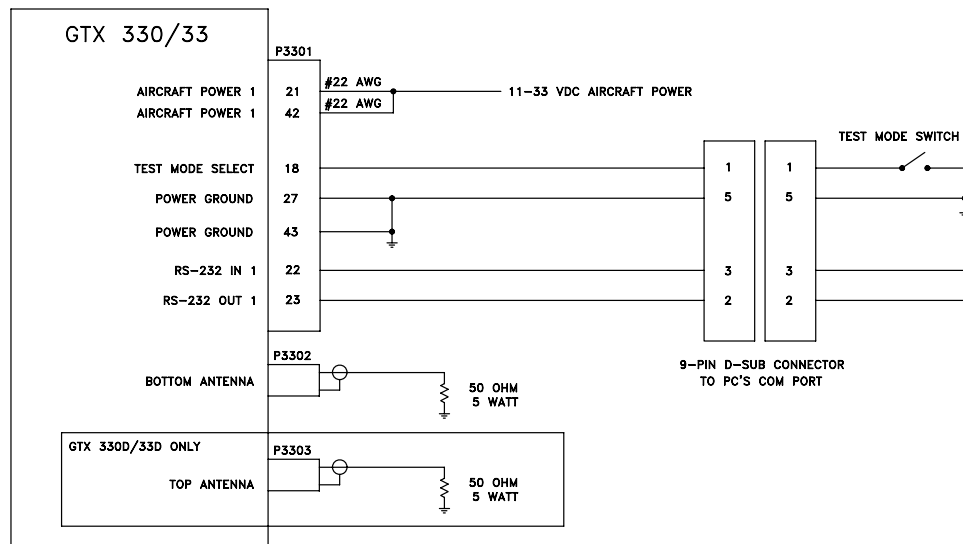 GTX 330/33
P3301
AIRCRAFT POWER 1 21 #22 AWG 11-33 VDC AIRCRAFT POWER
AIRCRAFT POWER 1 42 #22 AWG
TEST MODE SWITCH
TEST MODE SELECT 18 1 1
POWER GROUND 27 5 5
POWER GROUND 43
RS-232 IN 1 22 3 3
RS-232 OUT 1 23 2 2
9-PIN D-SUB CONNECTOR
TO PC'S COM PORT
P3302
BOTTOM ANTENNA
50 OHM
5 WATT
GTX 330D/33D ONLY
P3303
TOP ANTENNA
50 OHM
5 WATT